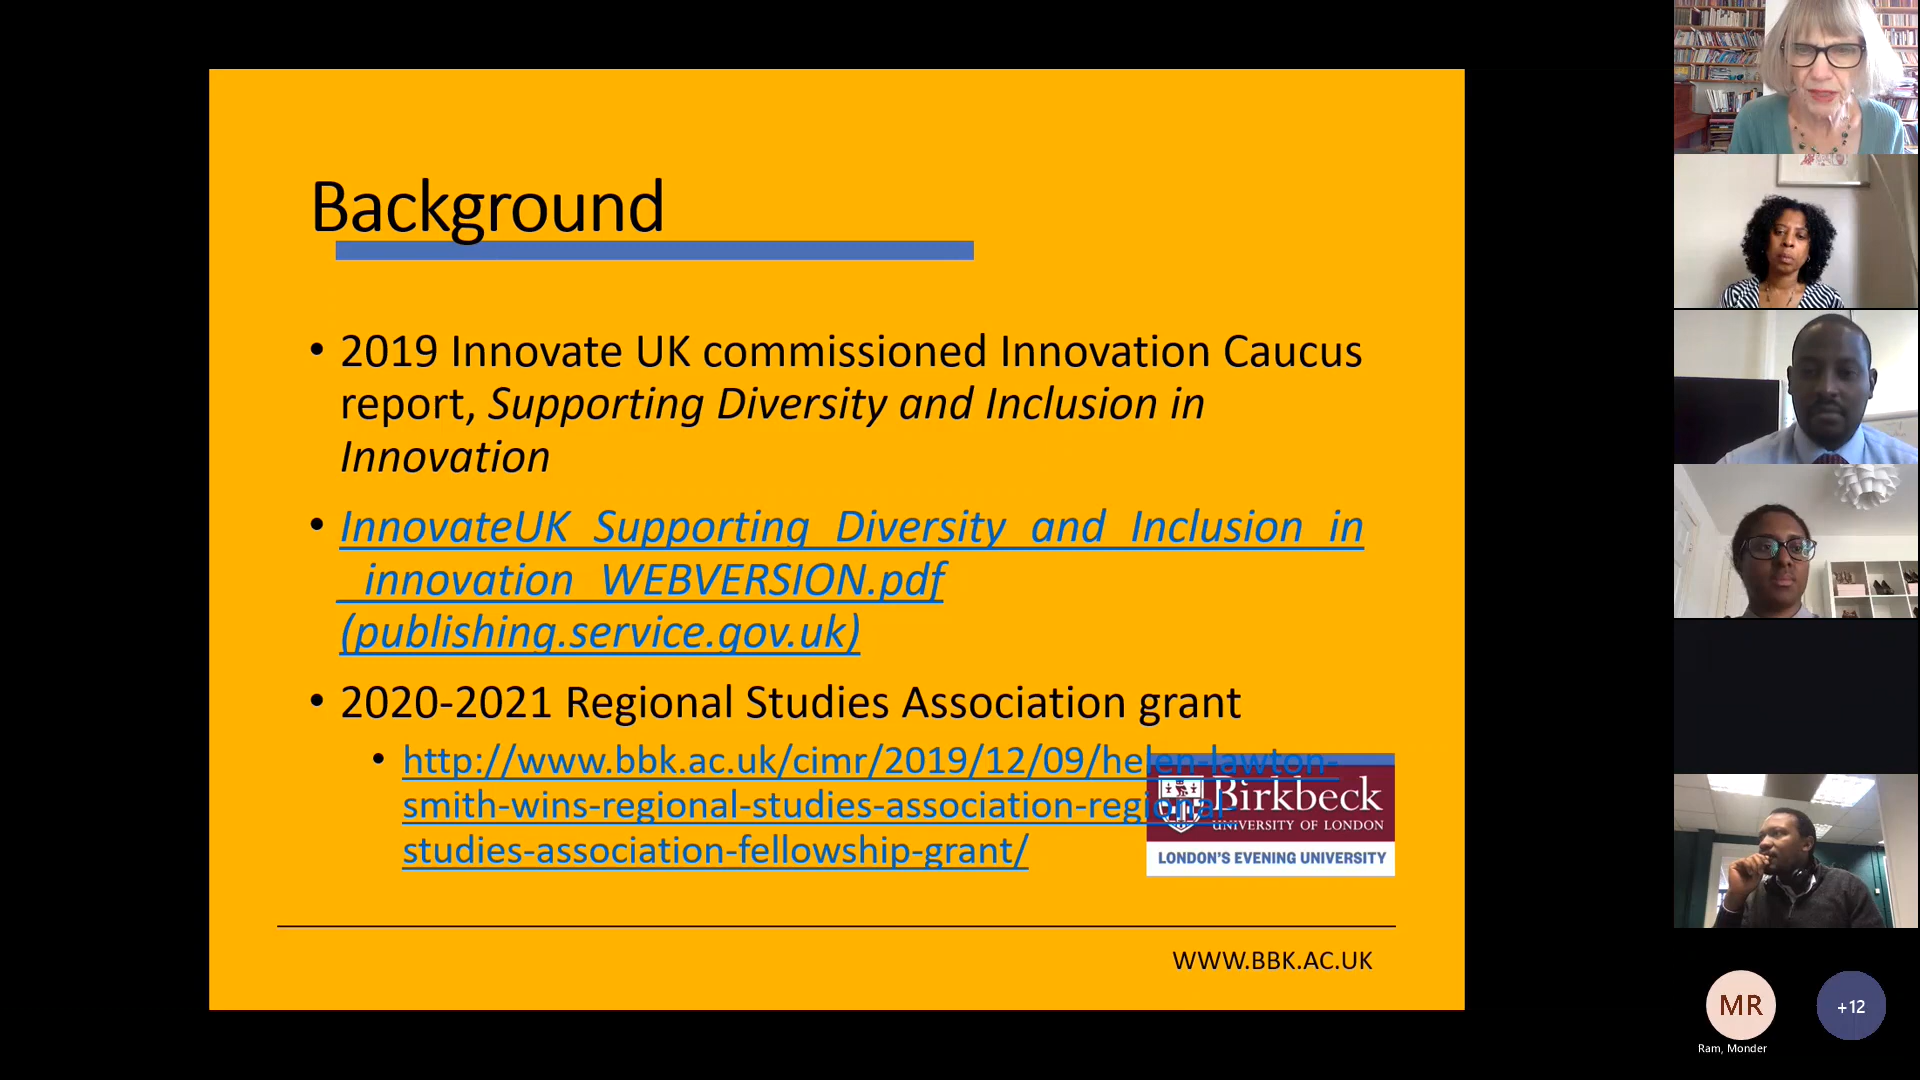 Background
• 2019 Innovate UK commissioned Innovation Caucus
report, Supporting Diversity and Inclusion in
Innovation
• InnovateUK_Supporting_Diversity_and_Inclusion_in
_innovation_WEBVERSION.pdf
(publishing.service.gov.uk)
• 2020-2021 Regional Studies Association grant
• http://www.bbk.ac.uk/cimr/2019/12/09/helen-lawton-
smith-wins-regional-studies-association-regional-
studies-association-fellowship-grant/
Birkbeck
UNIVERSITY OF LONDON
LONDON'S EVENING UNIVERSITY
WWW.BBK.AC.UK
MR
+12
Ram, Monder